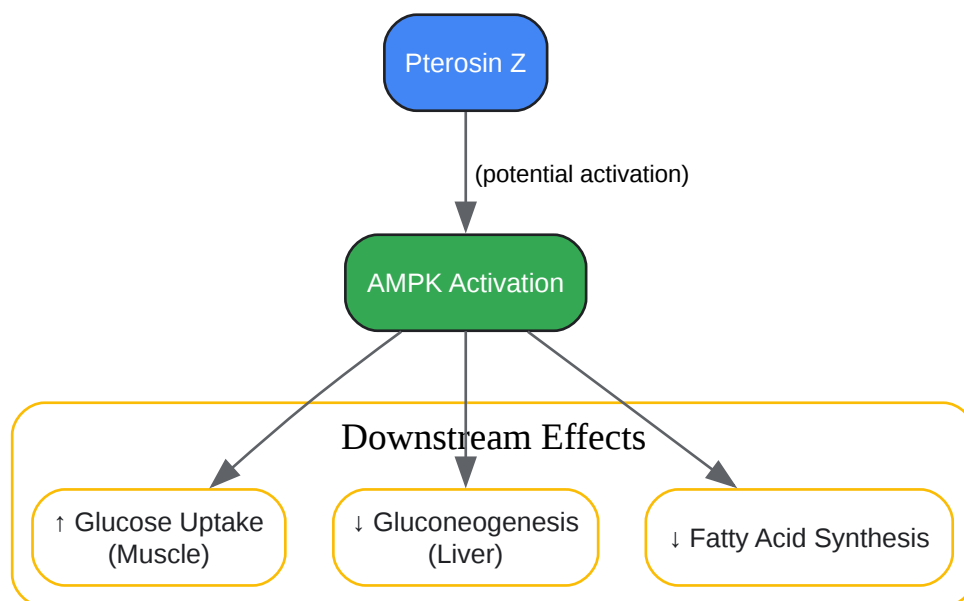 Pterosin Z
(potential activation)
AMPK Activation
Downstream Effects
↑ Glucose Uptake
(Muscle)
↓ Gluconeogenesis
(Liver)
↓ Fatty Acid Synthesis